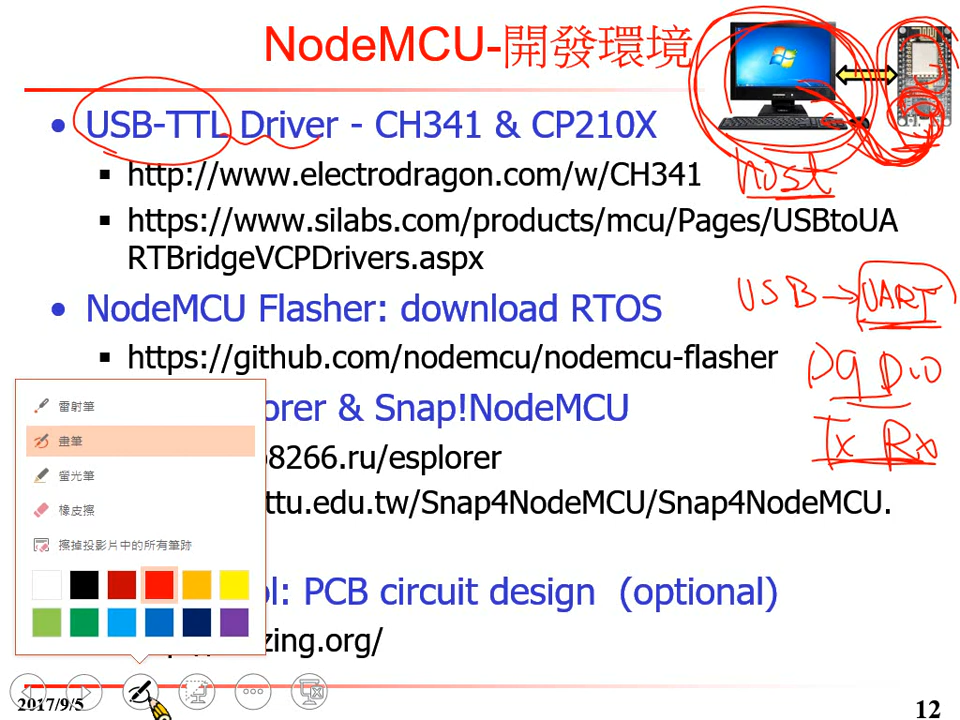 NodeMCU-開發環境
• USB-TTL Driver - CH341 & CP210X
▪ http://www.electrodragon.com/w/CH341
host
▪ https://www.silabs.com/products/mcu/Pages/USBtoUA
RTBridgeVCPDrivers.aspx
USB → UART
• NodeMCU Flasher: download RTOS
▪ https://github.com/nodemcu/nodemcu-flasher
D9 D10
雷射筆
orer & Snap!NodeMCU
畫筆
Tx Rx
8266.ru/esplorer
螢光筆
ttu.edu.tw/Snap4NodeMCU/Snap4NodeMCU.
橡皮擦
擦掉投影片中的所有筆跡
ol: PCB circuit design (optional)
zing.org/
2017/9/5
12